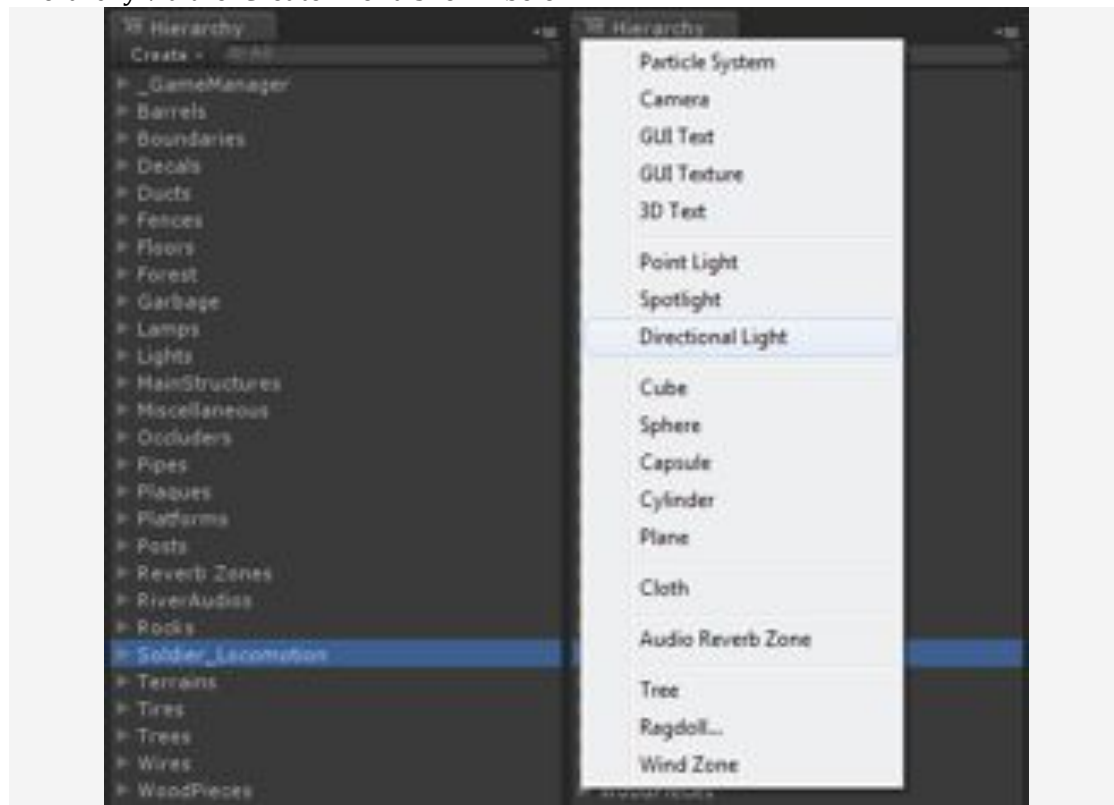 Hierarchy
Create
_GameManager
Barrels
Boundaries
Decals
Ducts
Fences
Floors
Forest
Garbage
Lamps
Lights
MainStructures
Miscellaneous
Occluders
Pipes
Plaques
Platforms
Posts
Reverb Zones
RiverAudios
Rocks
Soldier_Locomotion
Terrains
Tires
Trees
Wires
WoodPieces
Hierarchy
Particle System
Camera
GUI Text
GUI Texture
3D Text
Point Light
Spotlight
Directional Light
Cube
Sphere
Capsule
Cylinder
Plane
Cloth
Audio Reverb Zone
Tree
Ragdoll...
Wind Zone
WoodPieces